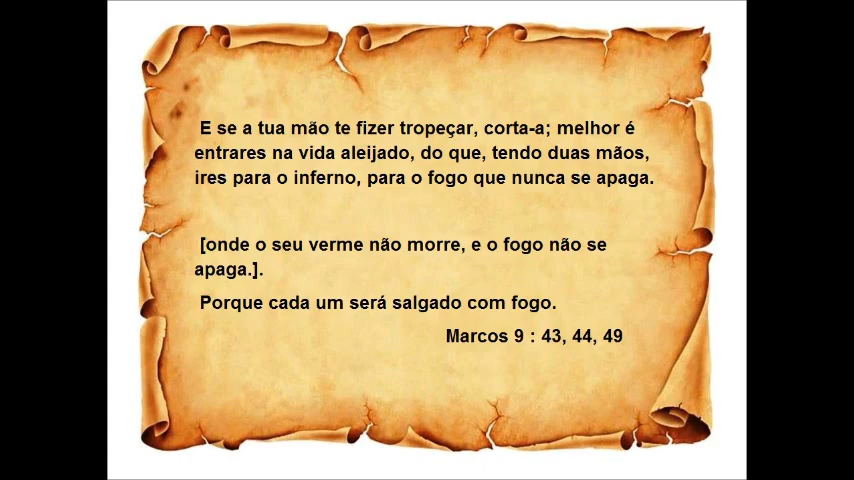 E se a tua mão te fizer tropeçar, corta-a; melhor é
entrares na vida aleijado, do que, tendo duas mãos,
ires para o inferno, para o fogo que nunca se apaga.
[onde o seu verme não morre, e o fogo não se
apaga.].
Porque cada um será salgado com fogo.
Marcos 9 : 43, 44, 49